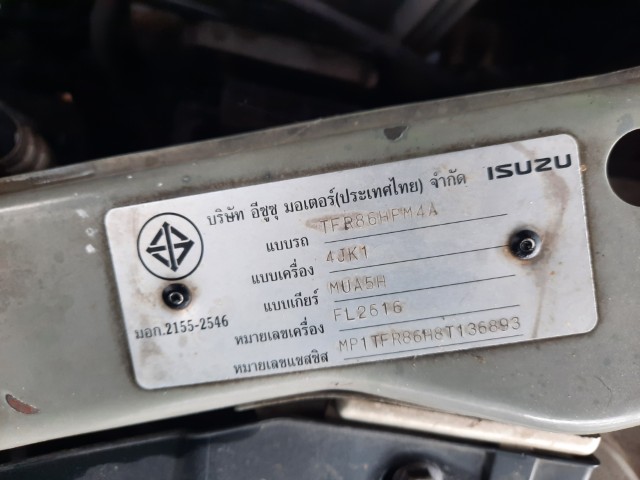 บริษัท อีซูซุ มอเตอร์(ประเทศไทย) จำกัด ISUZU
แบบรถ TFR86HPM4A
แบบเครื่อง 4JK1
แบบเกียร์ MUA5H
มอก.2155-2546
หมายเลขเครื่อง FL2616
หมายเลขแชสซิส MP1TFR86H8T136893